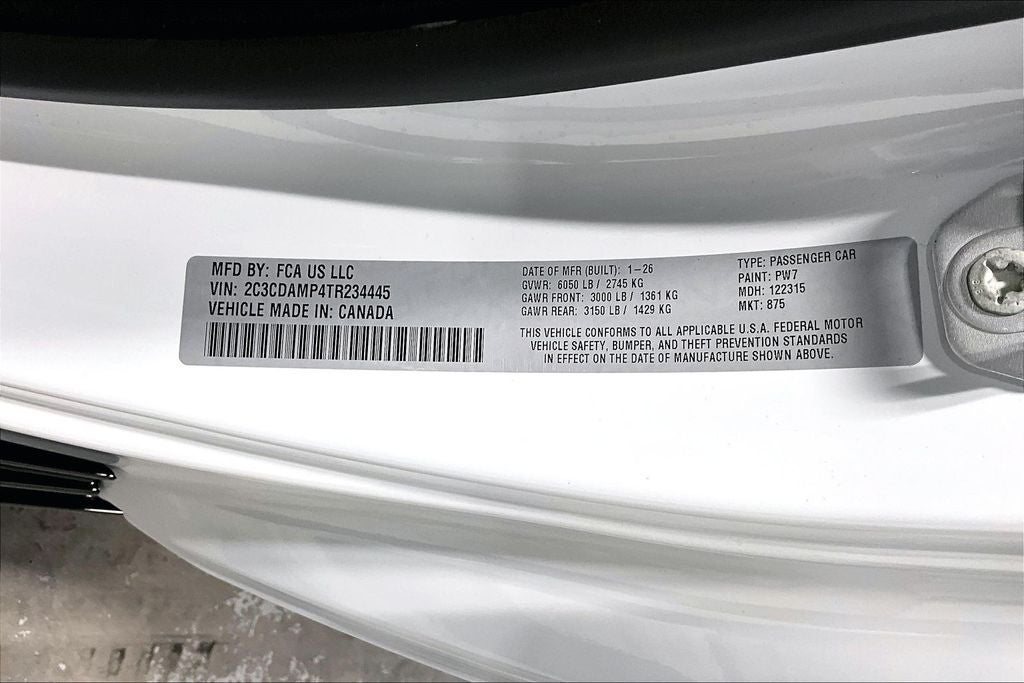 MFD BY: FCA US LLC
VIN: 2C3CDAMP4TR234445
VEHICLE MADE IN: CANADA
DATE OF MFR (BUILT): 1-26
GVWR: 6050 LB / 2745 KG
GAWR FRONT: 3000 LB / 1361 KG
GAWR REAR: 3150 LB / 1429 KG
TYPE: PASSENGER CAR
PAINT: PW7
MDH: 122315
MKT: 875
THIS VEHICLE CONFORMS TO ALL APPLICABLE U.S.A. FEDERAL MOTOR
VEHICLE SAFETY, BUMPER, AND THEFT PREVENTION STANDARDS
IN EFFECT ON THE DATE OF MANUFACTURE SHOWN ABOVE.